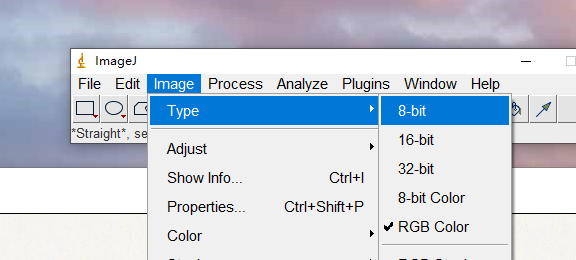 ImageJ
File Edit Image Process Analyze Plugins Window Help
*Straight*, se
Type
Adjust
Show Info... Ctrl+I
Properties... Ctrl+Shift+P
Color
8-bit
16-bit
32-bit
8-bit Color
RGB Color